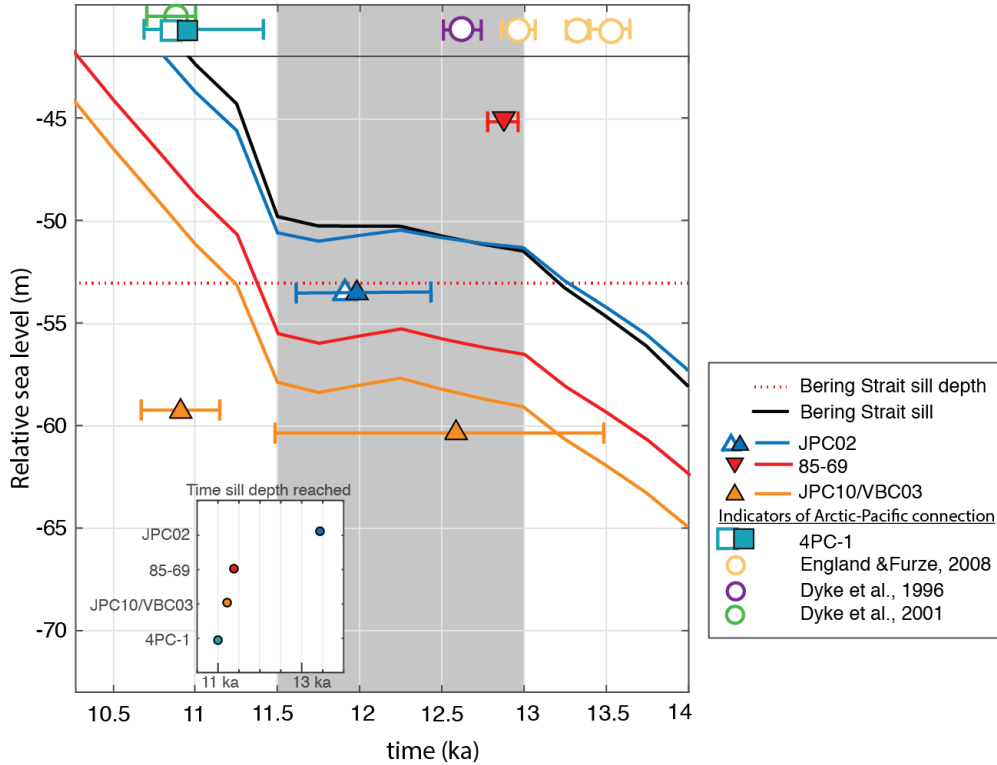 -45
-50
-55
-60
-65
-70
Relative sea level (m)
10.5 11 11.5 12 12.5 13 13.5 14
time (ka)
Time sill depth reached
JPC02
85-69
JPC10/VBC03
4PC-1
11 ka 13 ka
Bering Strait sill depth
Bering Strait sill
JPC02
85-69
JPC10/VBC03
Indicators of Arctic-Pacific connection
4PC-1
England &Furze, 2008
Dyke et al., 1996
Dyke et al., 2001